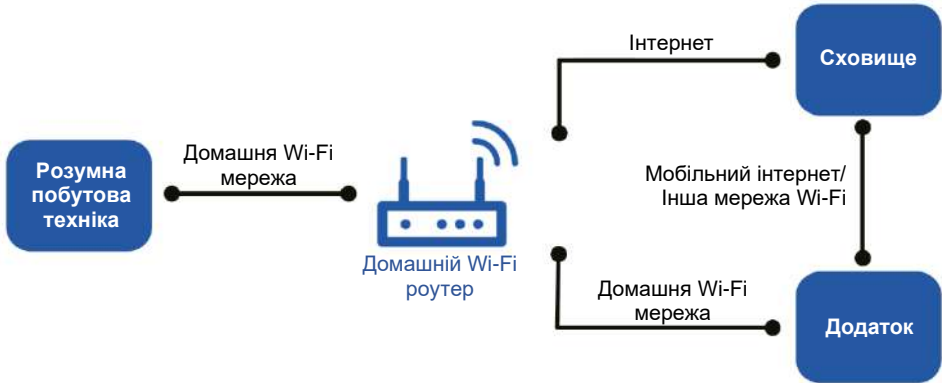 Розумна
побутова
техніка
Домашня Wi-Fi
мережа
Домашній Wi-Fi
роутер
Інтернет
Сховище
Мобільний інтернет/
Інша мережа Wi-Fi
Домашня Wi-Fi
мережа
Додаток